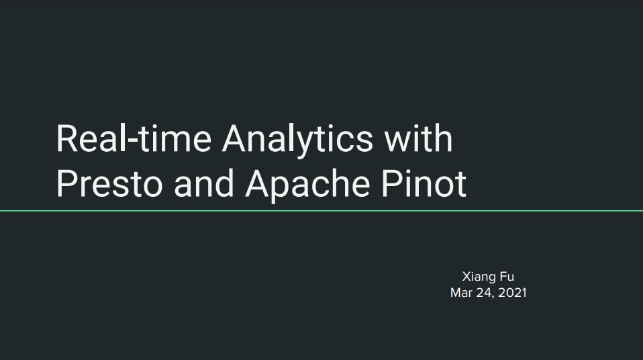 Real-time Analytics with
Presto and Apache Pinot
Xiang Fu
Mar 24, 2021